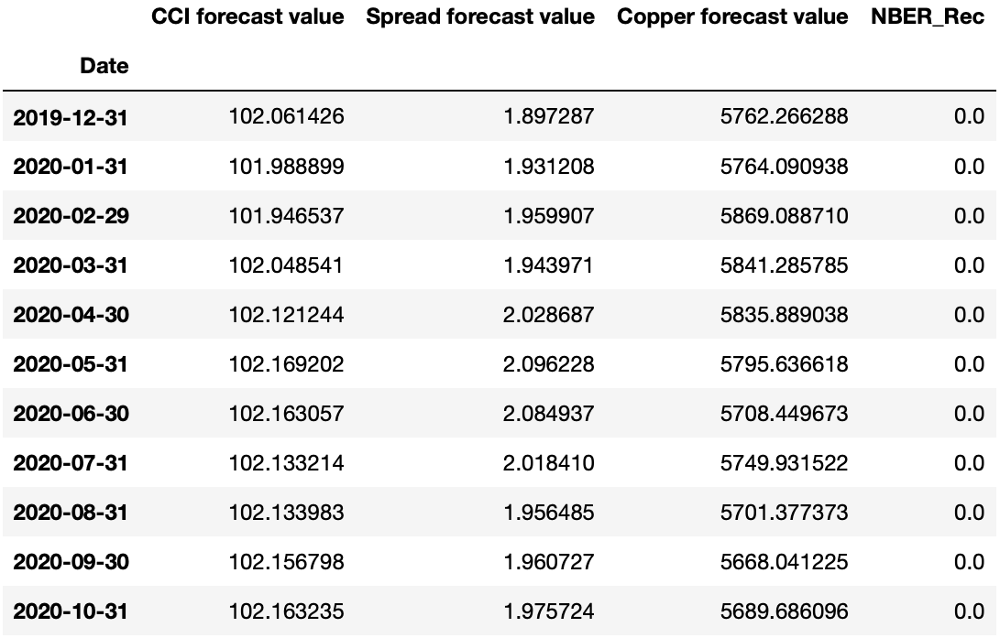 CCI forecast value Spread forecast value Copper forecast value NBER_Rec
Date
2019-12-31 102.061426 1.897287 5762.266288 0.0
2020-01-31 101.988899 1.931208 5764.090938 0.0
2020-02-29 101.946537 1.959907 5869.088710 0.0
2020-03-31 102.048541 1.943971 5841.285785 0.0
2020-04-30 102.121244 2.028687 5835.889038 0.0
2020-05-31 102.169202 2.096228 5795.636618 0.0
2020-06-30 102.163057 2.084937 5708.449673 0.0
2020-07-31 102.133214 2.018410 5749.931522 0.0
2020-08-31 102.133983 1.956485 5701.377373 0.0
2020-09-30 102.156798 1.960727 5668.041225 0.0
2020-10-31 102.163235 1.975724 5689.686096 0.0